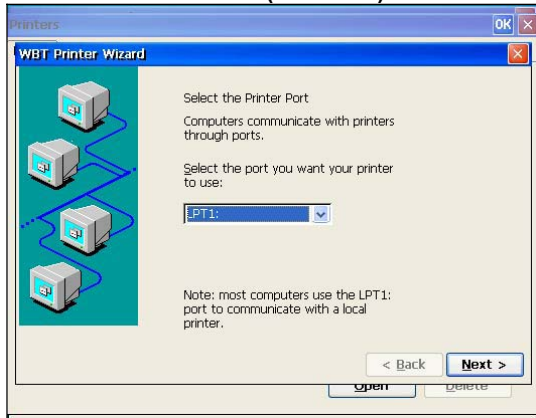 Printers OK
WBT Printer Wizard
Select the Printer Port
Computers communicate with printers
through ports.
Select the port you want your printer
to use:
LPT1:
Note: most computers use the LPT1:
port to communicate with a local
printer.
< Back Next >
Open Delete